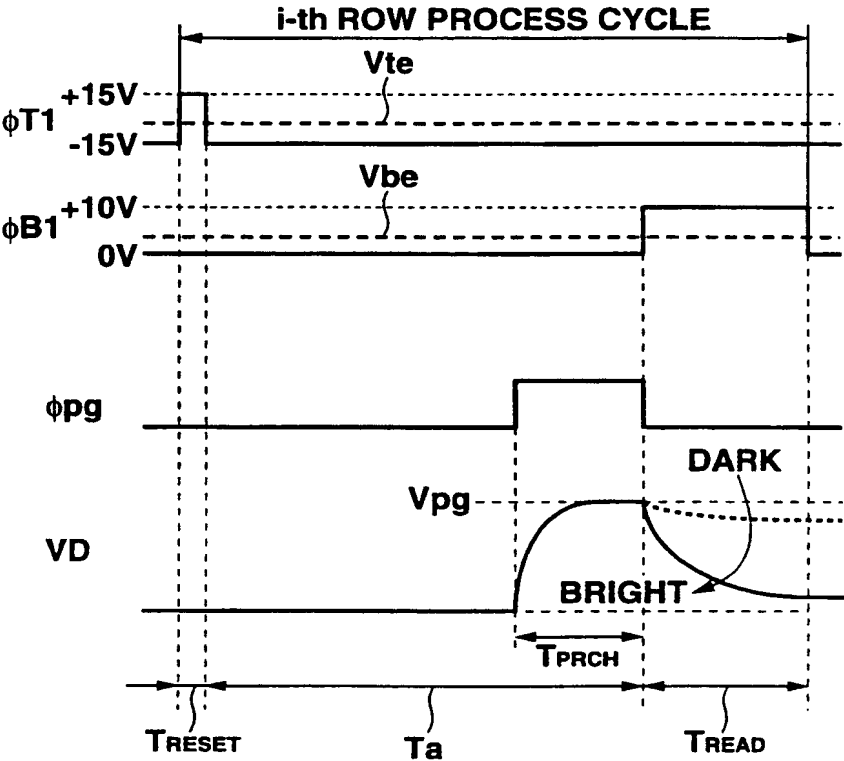 i-th ROW PROCESS CYCLE
Vte
+15V
ϕT1
-15V
Vbe
+10V
ϕB1
0V
ϕpg
DARK
Vpg
VD
BRIGHT
TPRCH
TRESET
Ta
TREAD